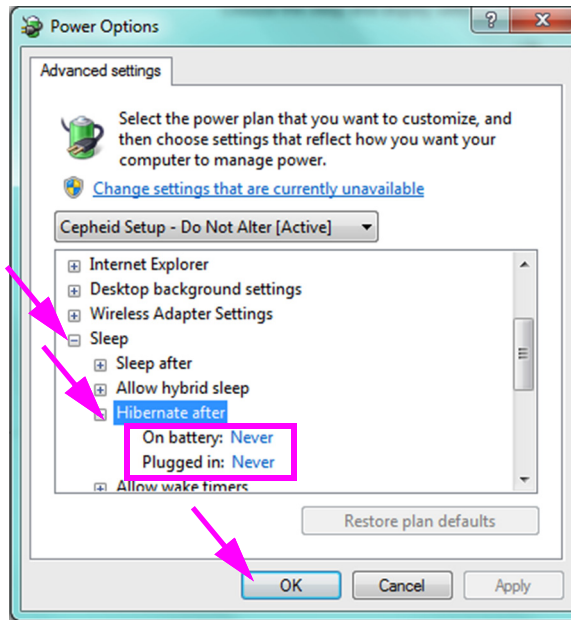 Power Options
Advanced settings
Select the power plan that you want to customize, and
then choose settings that reflect how you want your
computer to manage power.
Change settings that are currently unavailable
Cepheid Setup - Do Not Alter [Active]
Internet Explorer
Desktop background settings
Wireless Adapter Settings
Sleep
Sleep after
Allow hybrid sleep
Hibernate after
On battery: Never
Plugged in: Never
Allow wake timers
Restore plan defaults
OK Cancel Apply